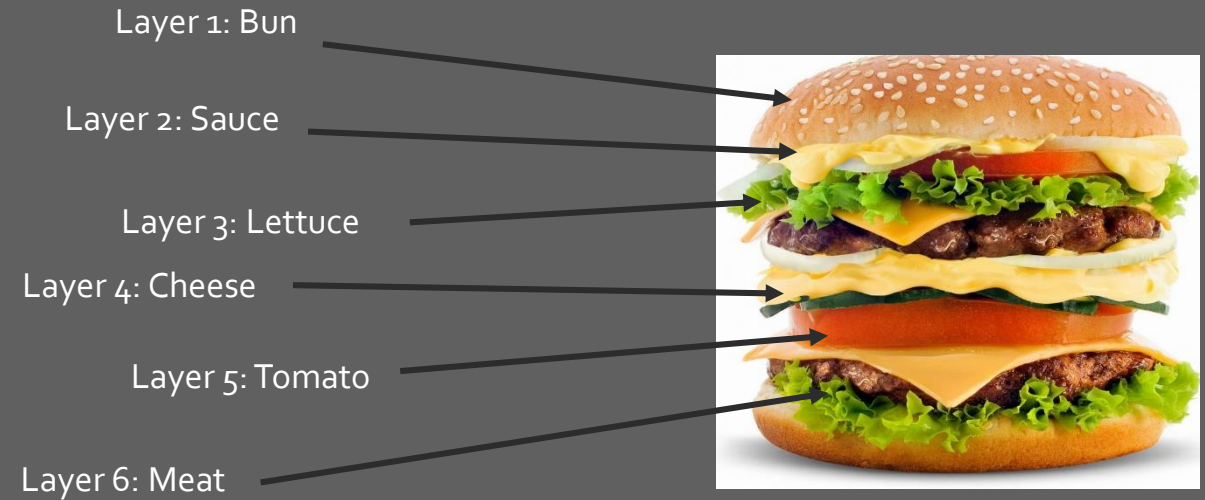 Layer 1: Bun
Layer 2: Sauce
Layer 3: Lettuce
Layer 4: Cheese
Layer 5: Tomato
Layer 6: Meat